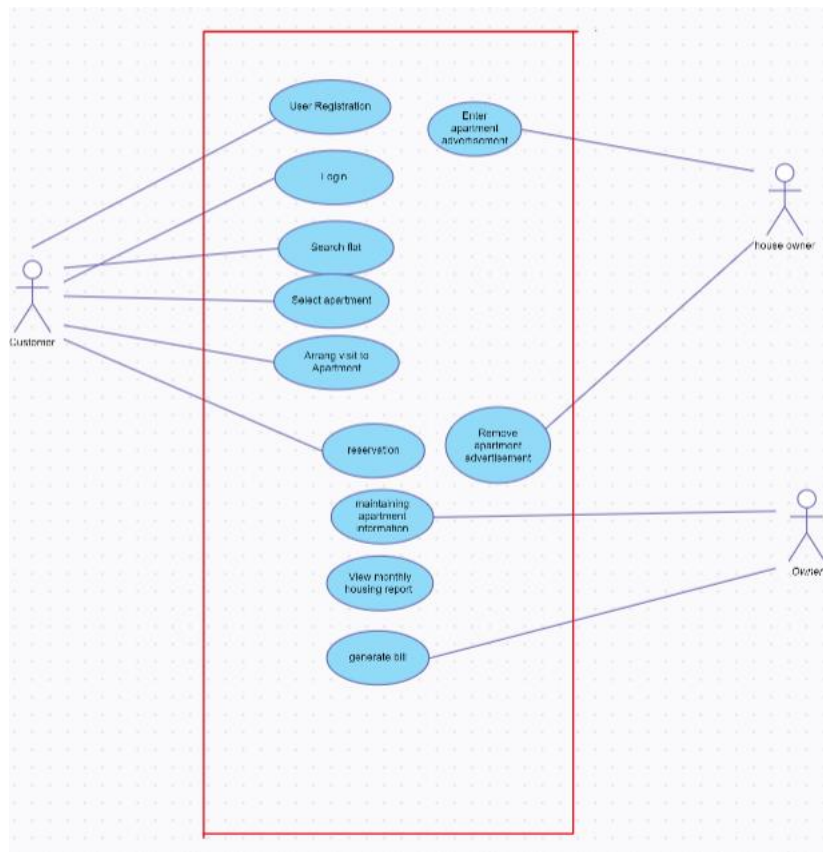 User Registration
Enter
apartment
advertisement
Login
house owner
Search flat
Select apartment
Customer
Arrang visit to
Apartment
reservation
Remove
apartment
advertisement
maintaining
apartment
information
Owner
View monthly
housing report
generate bill